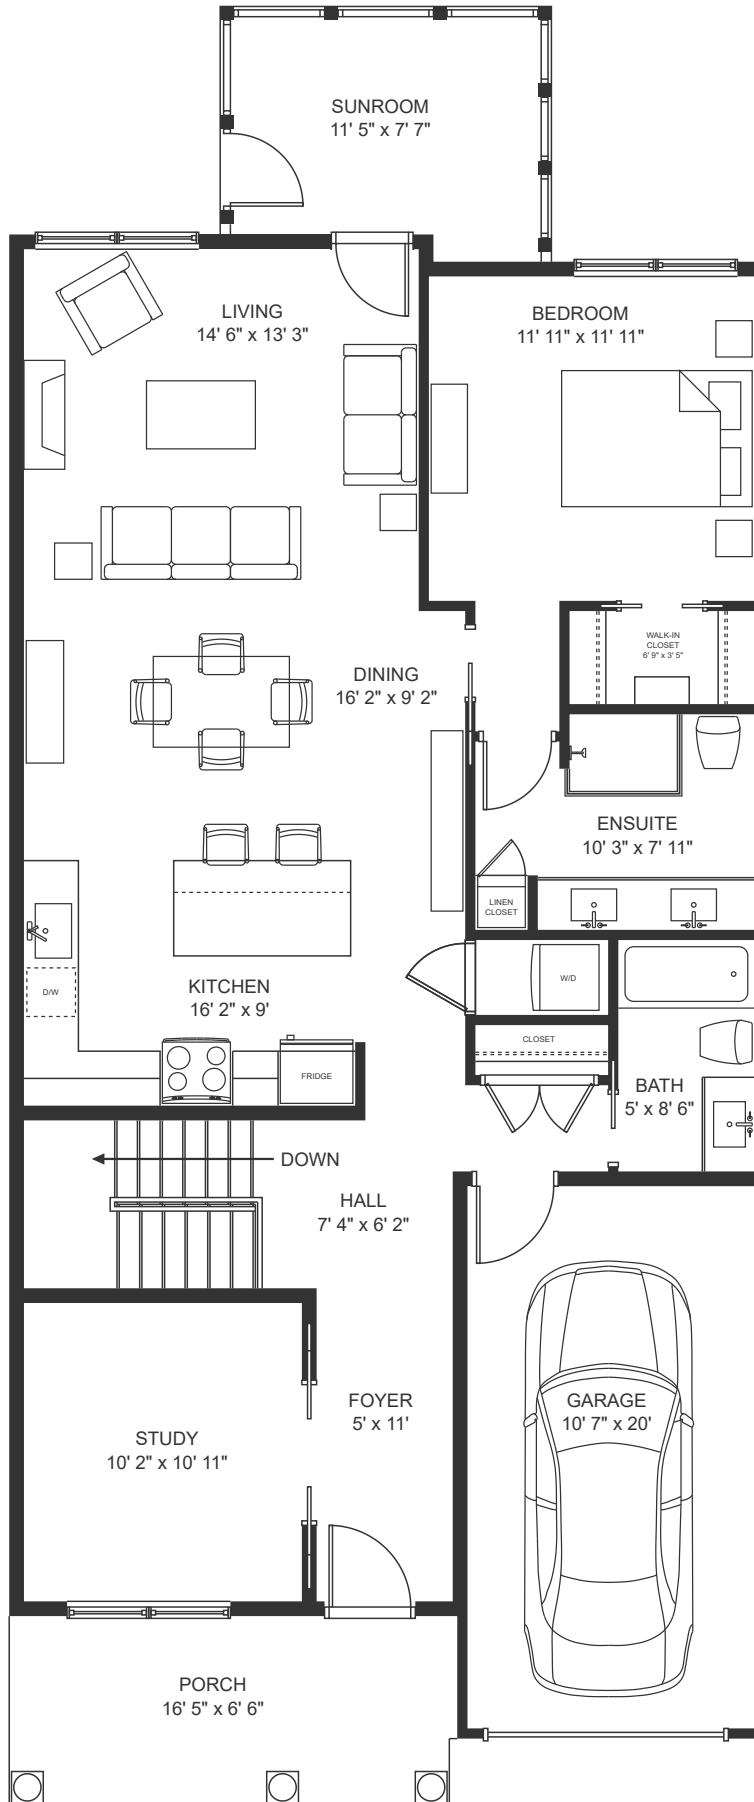 SUNROOM
11' 5" x 7' 7"
LIVING
14' 6" x 13' 3"
BEDROOM
11' 11" x 11' 11"
WALK-IN
CLOSET
6' 9" x 3' 5"
DINING
16' 2" x 9' 2"
ENSUITE
10' 3" x 7' 11"
LINEN
CLOSET
KITCHEN
16' 2" x 9'
D/W
W/D
CLOSET
FRIDGE
BATH
5' x 8' 6"
DOWN
HALL
7' 4" x 6' 2"
FOYER
5' x 11'
GARAGE
10' 7" x 20'
STUDY
10' 2" x 10' 11"
PORCH
16' 5" x 6' 6"